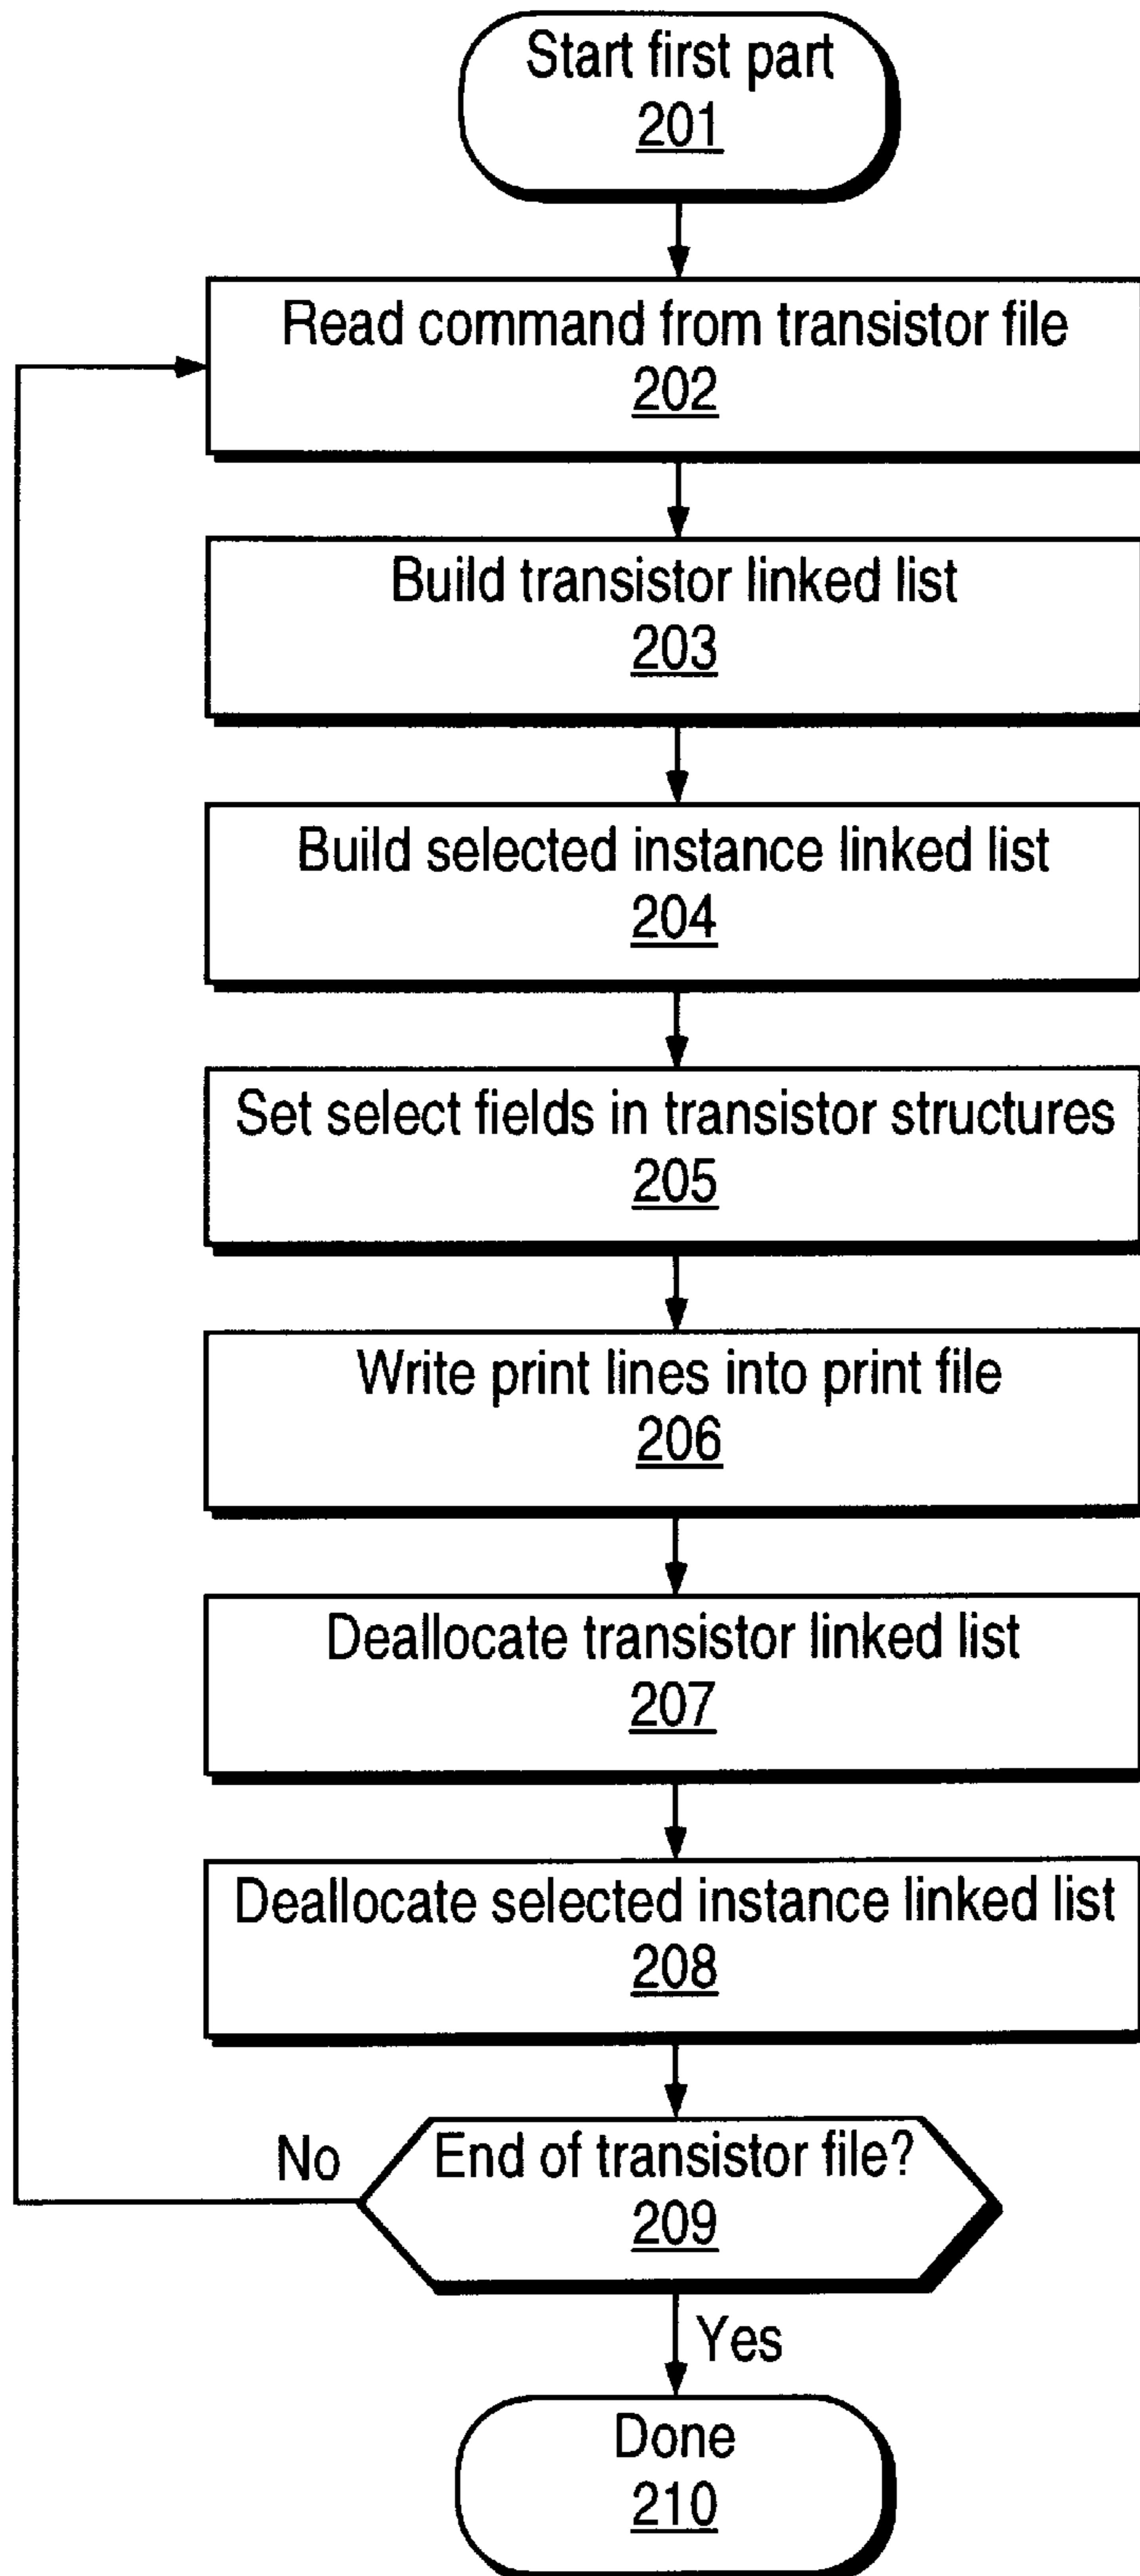 Start first part
201
Read command from transistor file
202
Build transistor linked list
203
Build selected instance linked list
204
Set select fields in transistor structures
205
Write print lines into print file
206
Deallocate transistor linked list
207
Deallocate selected instance linked list
208
No
End of transistor file?
209
Yes
Done
210